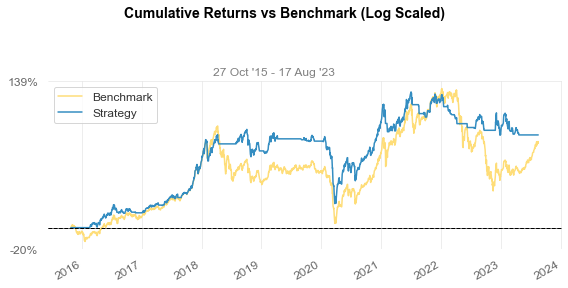 Cumulative Returns vs Benchmark (Log Scaled)
27 Oct '15 - 17 Aug '23
139%
Benchmark
Strategy
-20%
2016
2017
2018
2019
2020
2021
2022
2023
2024